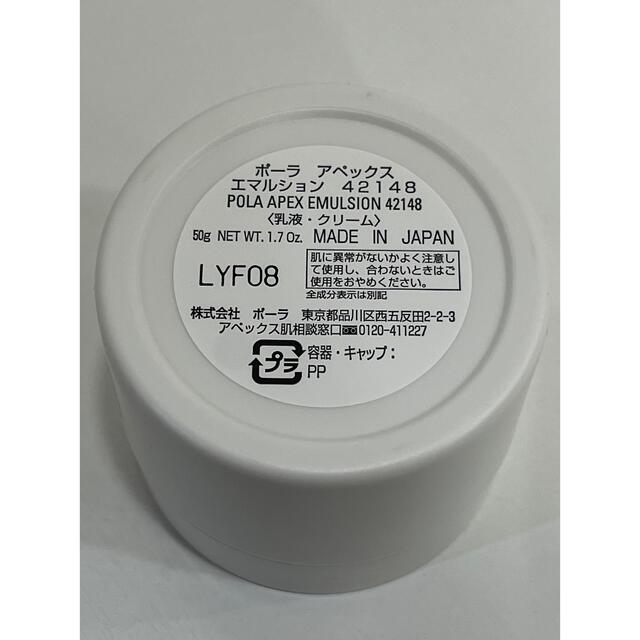 ポーラ アペックス
エマルション 42148
POLA APEX EMULSION 42148
〈乳液・クリーム〉
50g NET WT. 1.7 Oz. MADE IN JAPAN
LYF08
肌に異常がないかよく注意し
て使用し、合わないときはご
使用をおやめください。
全成分表示は別記
株式会社 ポーラ 東京都品川区西五反田2-2-3
アペックス肌相談窓口 0120-411227
プラ
容器・キャップ：
PP